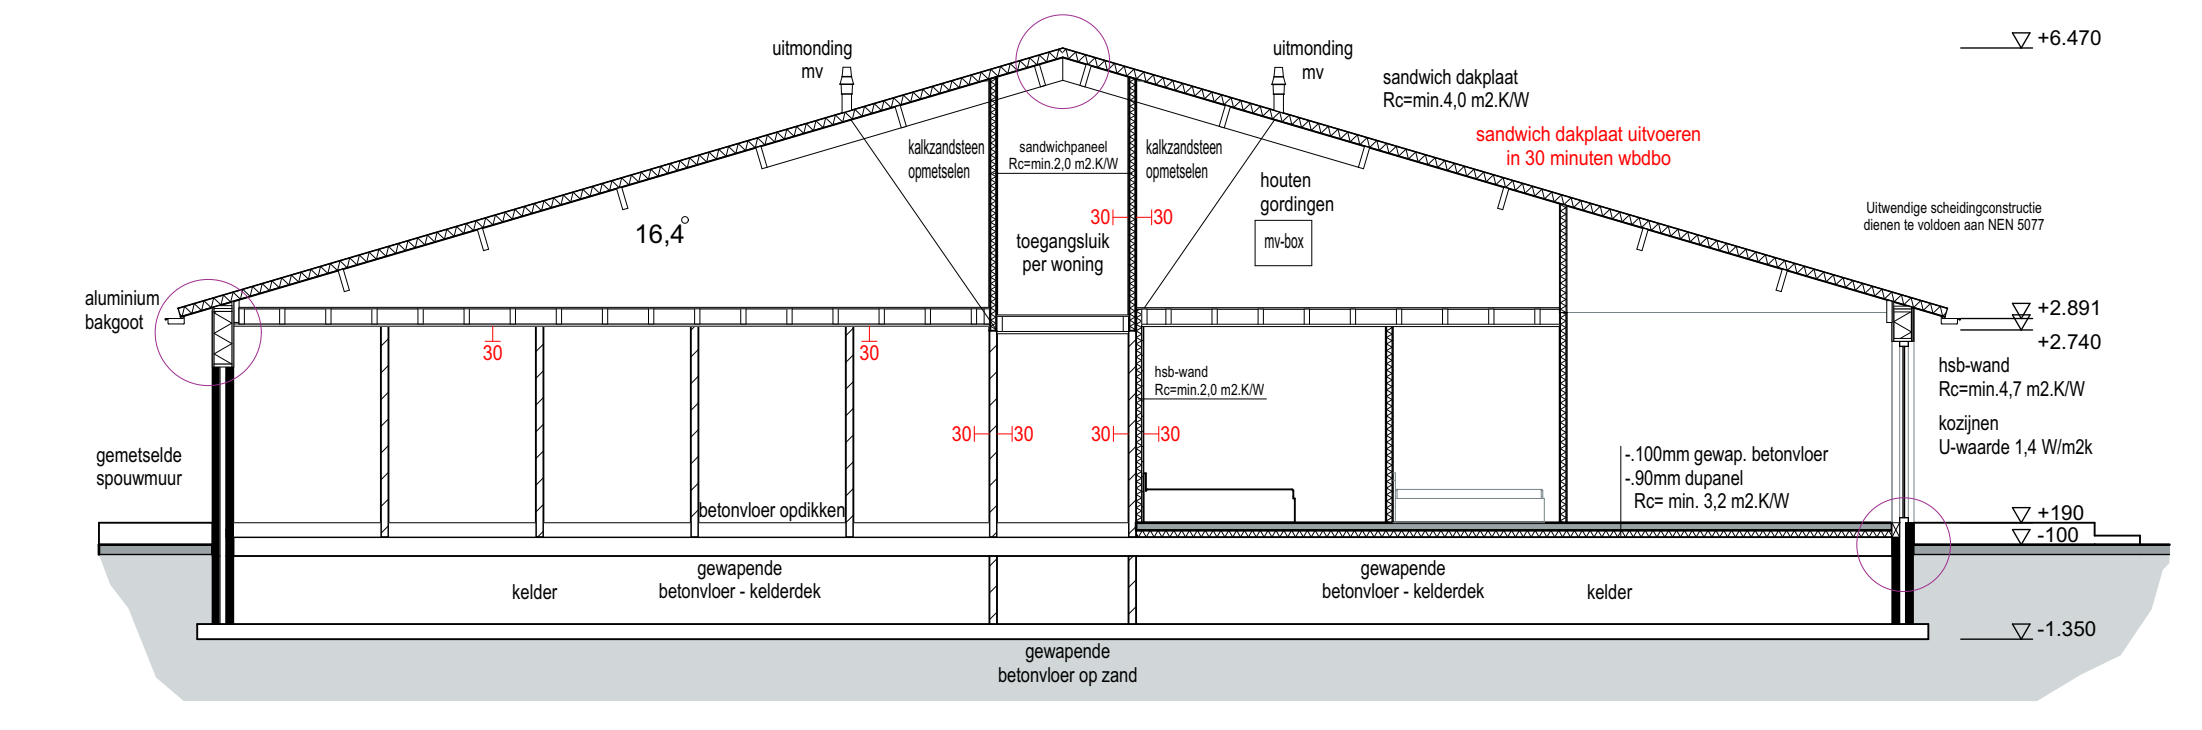 uitmonding
mv
uitmonding
mv
+6.470
sandwich dakplaat
Rc=min.4,0 m2.K/W
sandwich dakplaat uitvoeren
in 30 minuten wbdbo
kalkzandsteen
opmetselen
sandwichpaneel
Rc=min.2,0 m2.K/W
kalkzandsteen
opmetselen
houten
gordingen
mv-box
30 30
16,4°
toegangsluik
per woning
Uitwendige scheidingconstructie
dienen te voldoen aan NEN 5077
aluminium
bakgoot
+2.891
+2.740
30
30
hsb-wand
Rc=min.2,0 m2.K/W
hsb-wand
Rc=min.4,7 m2.K/W
kozijnen
U-waarde 1,4 W/m2k
30 30
30 30
gemetselde
spouwmuur
-.100mm gewap. betonvloer
-.90mm dupanel
Rc= min. 3,2 m2.K/W
betonvloer opdikken
+190
-100
kelder
gewapende
betonvloer - kelderdek
gewapende
betonvloer - kelderdek
kelder
-1.350
gewapende
betonvloer op zand